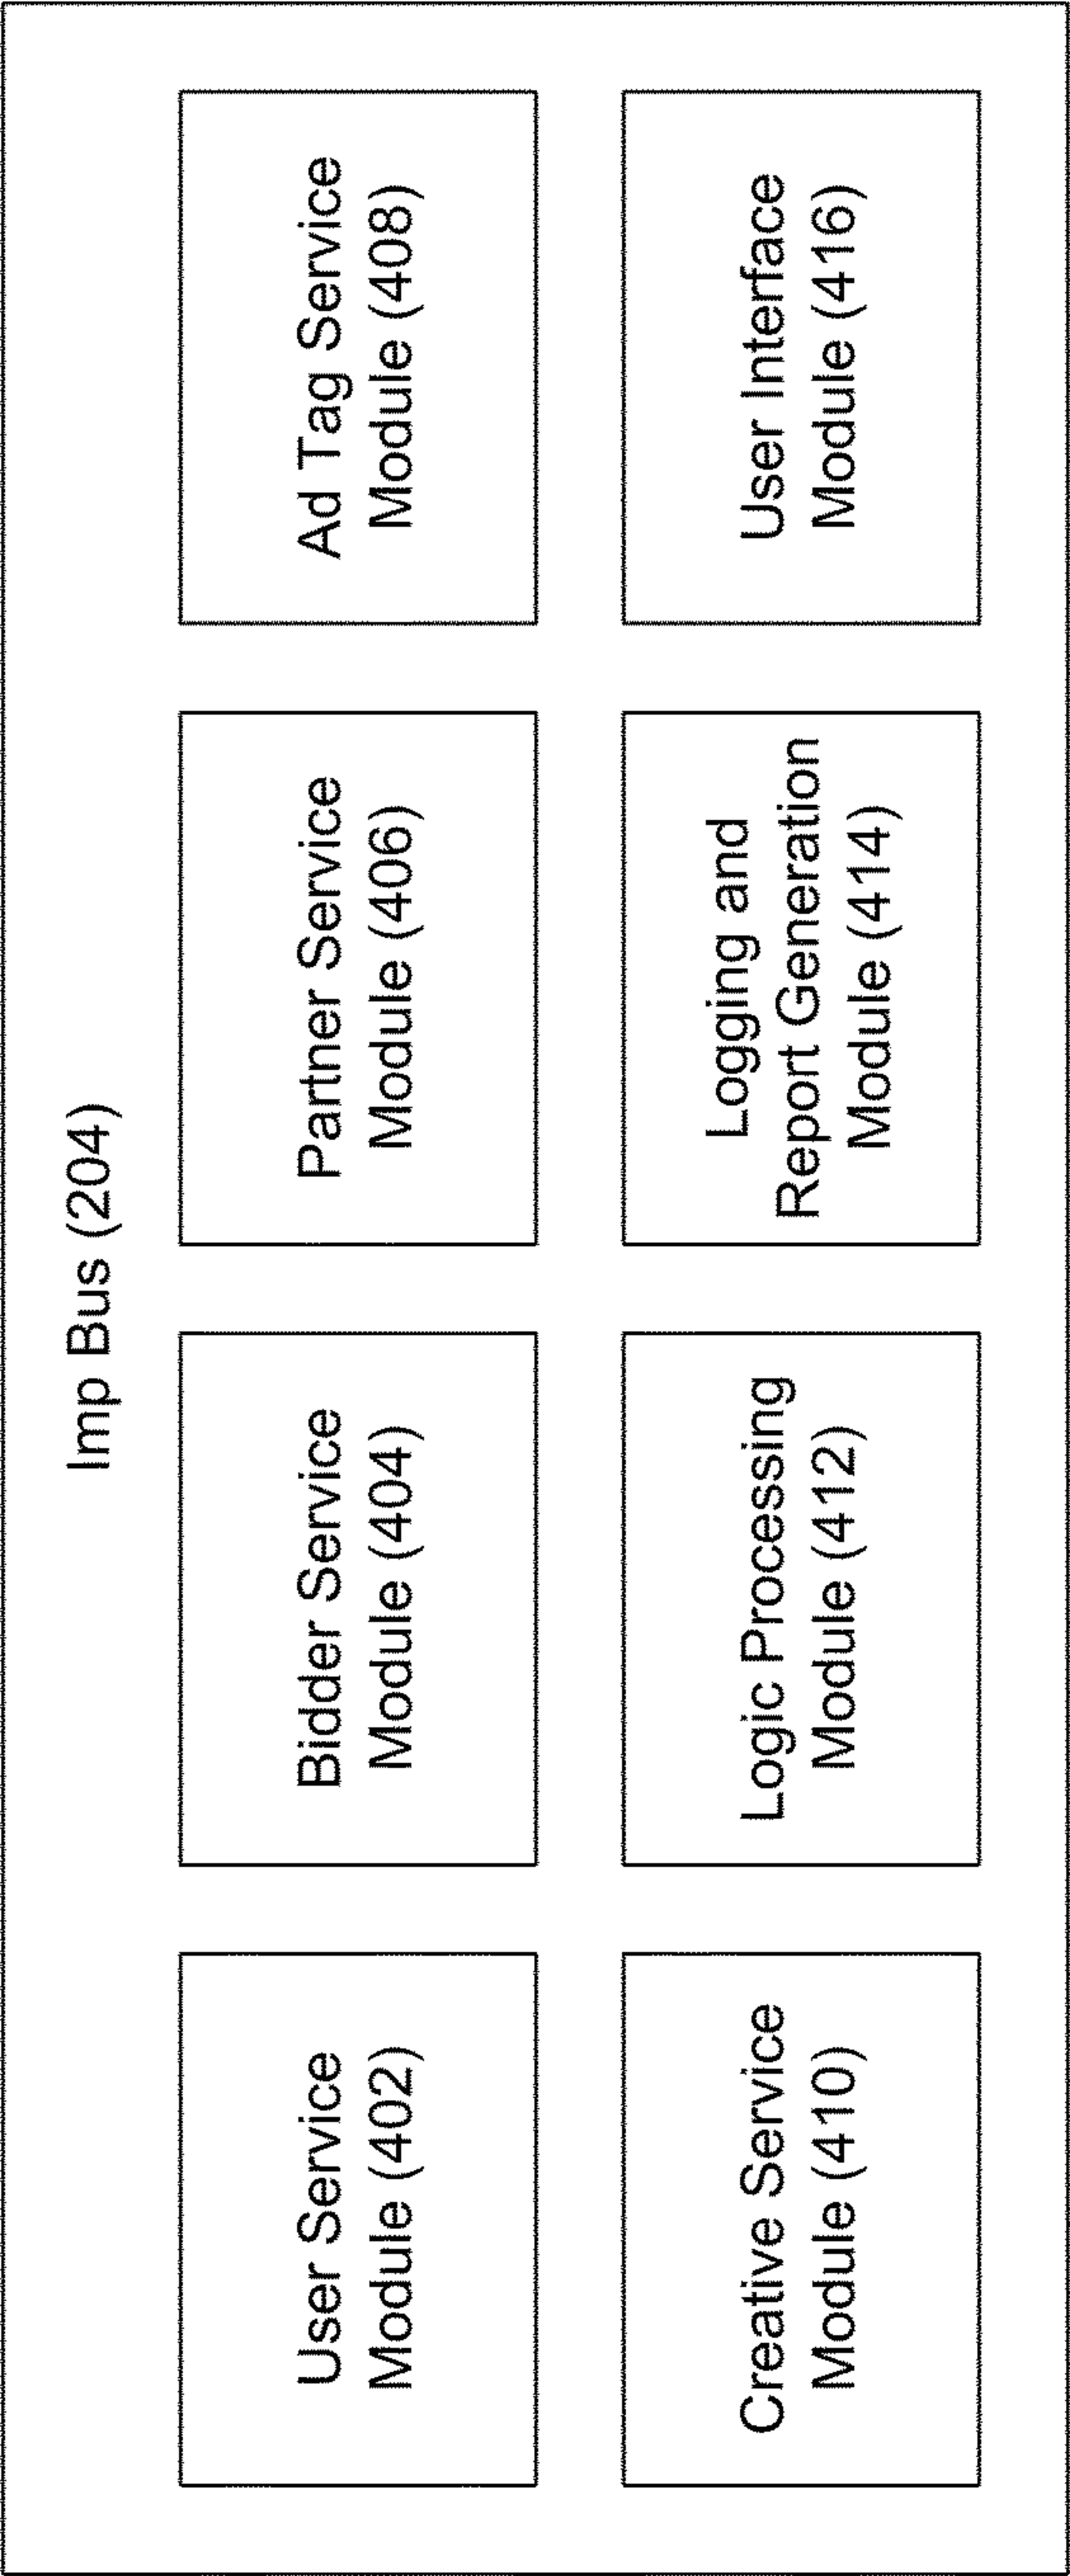 Imp Bus (204)
User Service
Module (402)
Bidder Service
Module (404)
Partner Service
Module (406)
Ad Tag Service
Module (408)
Creative Service
Module (410)
Logic Processing
Module (412)
Logging and
Report Generation
Module (414)
User Interface
Module (416)